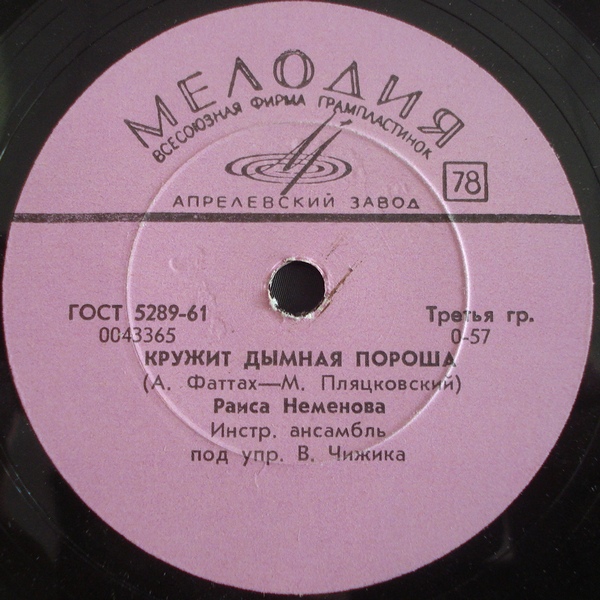 МЕЛОДИЯ
ВСЕСОЮЗНАЯ ФИРМА ГРАМПЛАСТИНОК
78
АПРЕЛЕВСКИЙ ЗАВОД
ГОСТ 5289-61 Третья гр.
0043365 0-57
КРУЖИТ ДЫМНАЯ ПОРОША
(А. Фаттах—М. Пляцковский)
Раиса Неменова
Инстр. ансамбль
под упр. В. Чижика